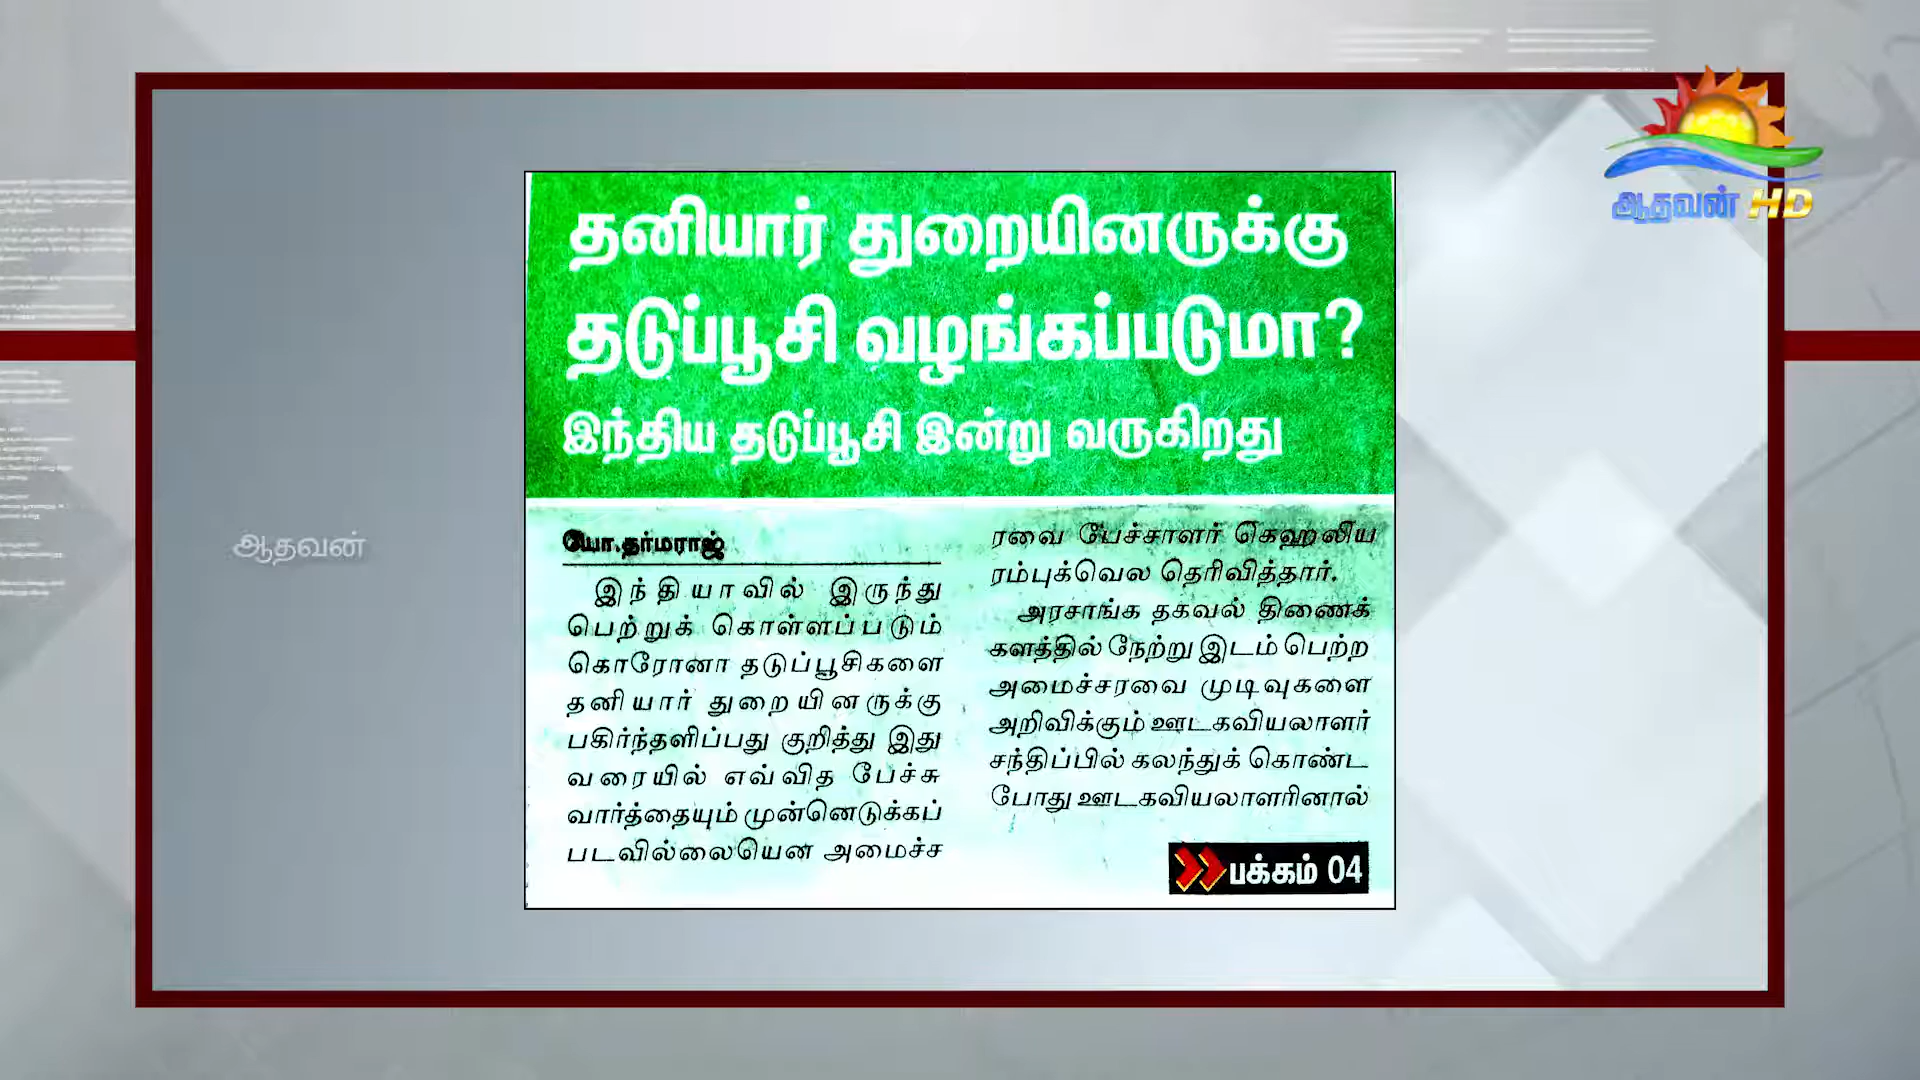 ஆதவன் HD
தனியார் துறையினருக்கு
தடுப்பூசி வழங்கப்படுமா?
இந்திய தடுப்பூசி இன்று வருகிறது
யோ.தர்மராஜ்
இந்தியாவில் இருந்து
பெற்றுக் கொள்ளப்படும்
கொரோனா தடுப்பூசிகளை
தனியார் துறையினருக்கு
பகிர்ந்தளிப்பது குறித்து இது
வரையில் எவ்வித பேச்சு
வார்த்தையும் முன்னெடுக்கப்
படவில்லையென அமைச்ச
ரவை பேச்சாளர் கெஹலிய
ரம்புக்வெல தெரிவித்தார்.
அரசாங்க தகவல் திணைக்
களத்தில் நேற்று இடம் பெற்ற
அமைச்சரவை முடிவுகளை
அறிவிக்கும் ஊடகவியலாளர்
சந்திப்பில் கலந்துக் கொண்ட
போது ஊடகவியலாளரினால்
பக்கம் 04
ஆதவன்